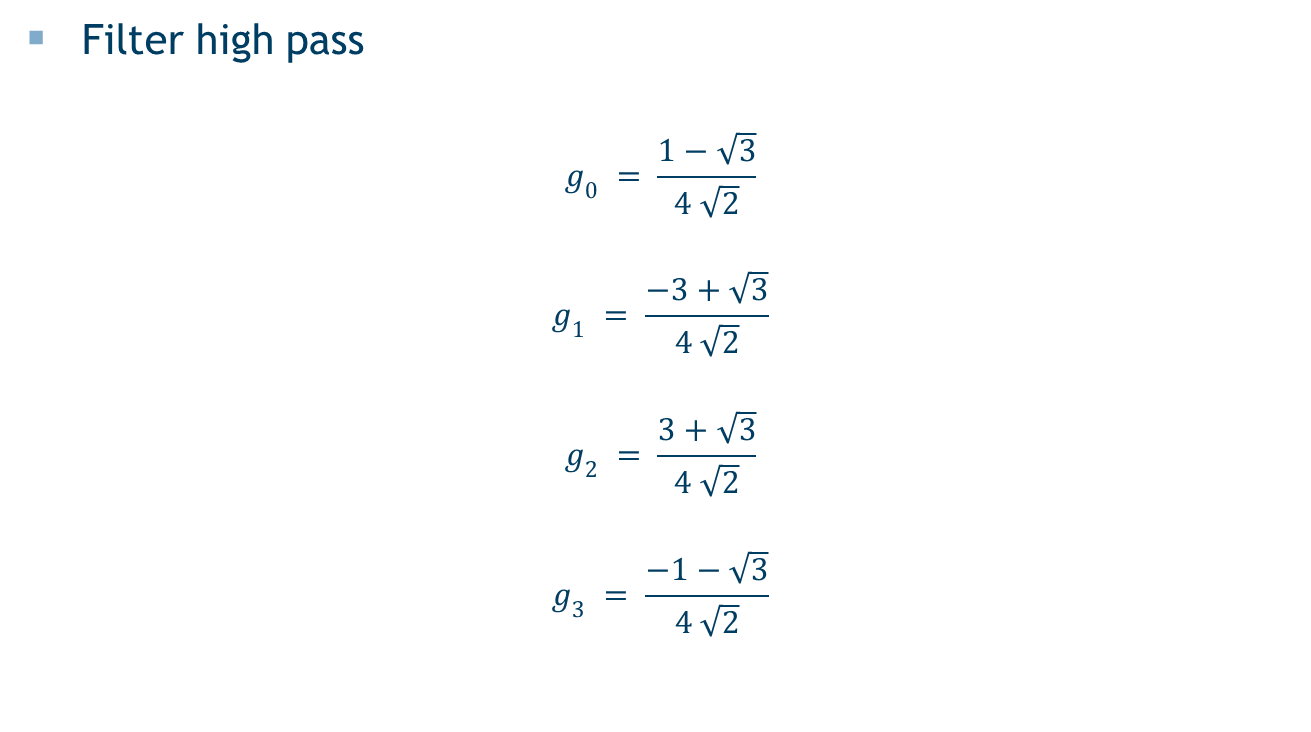 ▪ Filter high pass
g₀ = (1 − √3) / (4 √2)
g₁ = (−3 + √3) / (4 √2)
g₂ = (3 + √3) / (4 √2)
g₃ = (−1 − √3) / (4 √2)